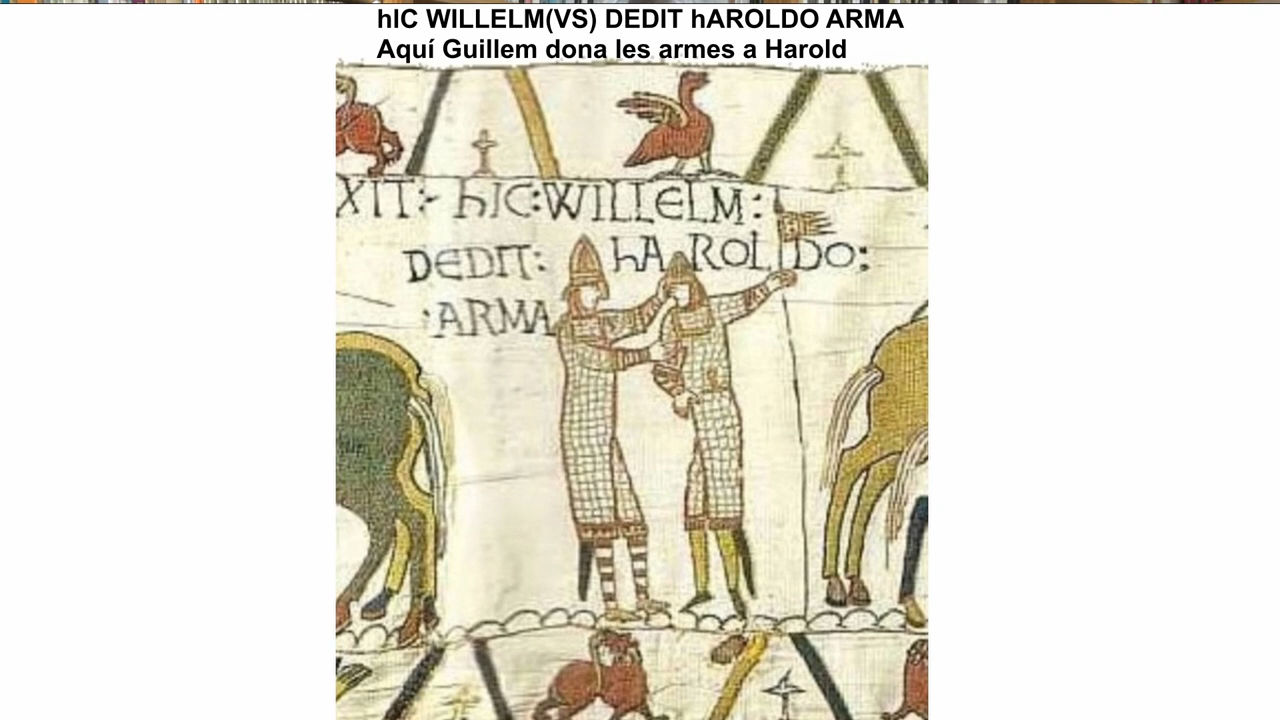 hIC WILLELM(VS) DEDIT hAROLDO ARMA
Aquí Guillem dona les armes a Harold
XIT:- hIC:WILLELM:
DEDIT: hAROLDO:
:ARMA